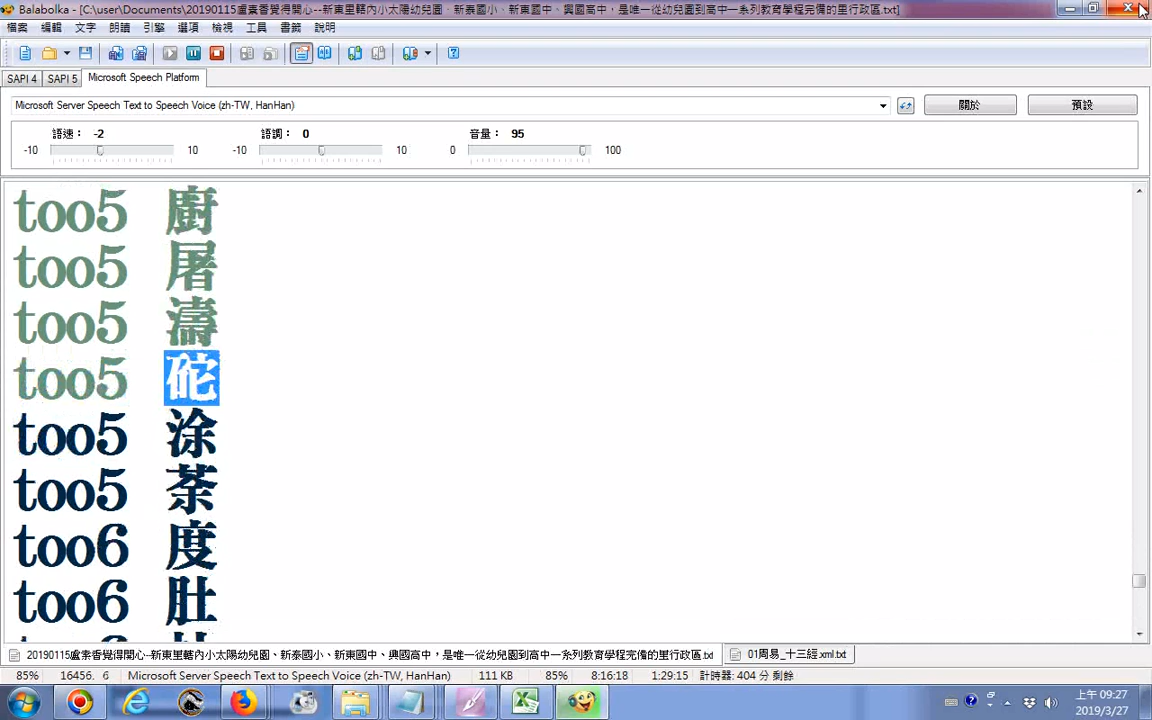 Balabolka - [C:\user\Documents\20190115盧素香覺得開心--新東里轄內小太陽幼兒園、新泰國小、新東國中、興國高中，是唯一從幼兒園到高中一系列教育學程完備的里行政區.txt]
檔案 編輯 文字 朗讀 引擎 選項 檢視 工具 書籤 說明
SAPI 4 SAPI 5 Microsoft Speech Platform
Microsoft Server Speech Text to Speech Voice (zh-TW, HanHan) 關於 預設
語速： -2 語調： 0 音量： 95
-10 10 -10 10 0 100
too5 廚
too5 屠
too5 濤
too5 砣
too5 涂
too5 荼
too6 度
too6 肚
20190115盧素香覺得開心--新東里轄內小太陽幼兒園、新泰國小、新東國中、興國高中，是唯一從幼兒園到高中一系列教育學程完備的里行政區.txt 01周易_十三經.xml.txt
85% 16456. 6 Microsoft Server Speech Text to Speech Voice (zh-TW, HanHan) 111 KB 85% 8:16:18 1:29:15 計時器: 404 分 剩餘
上午 09:27
2019/3/27